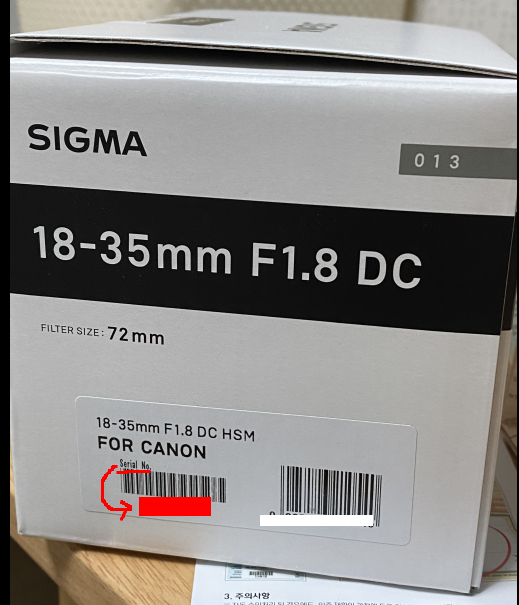 SIGMA
013
18-35mm F1.8 DC
FILTER SIZE: 72mm
18-35mm F1.8 DC HSM
FOR CANON
Serial No.
3. 주의사항